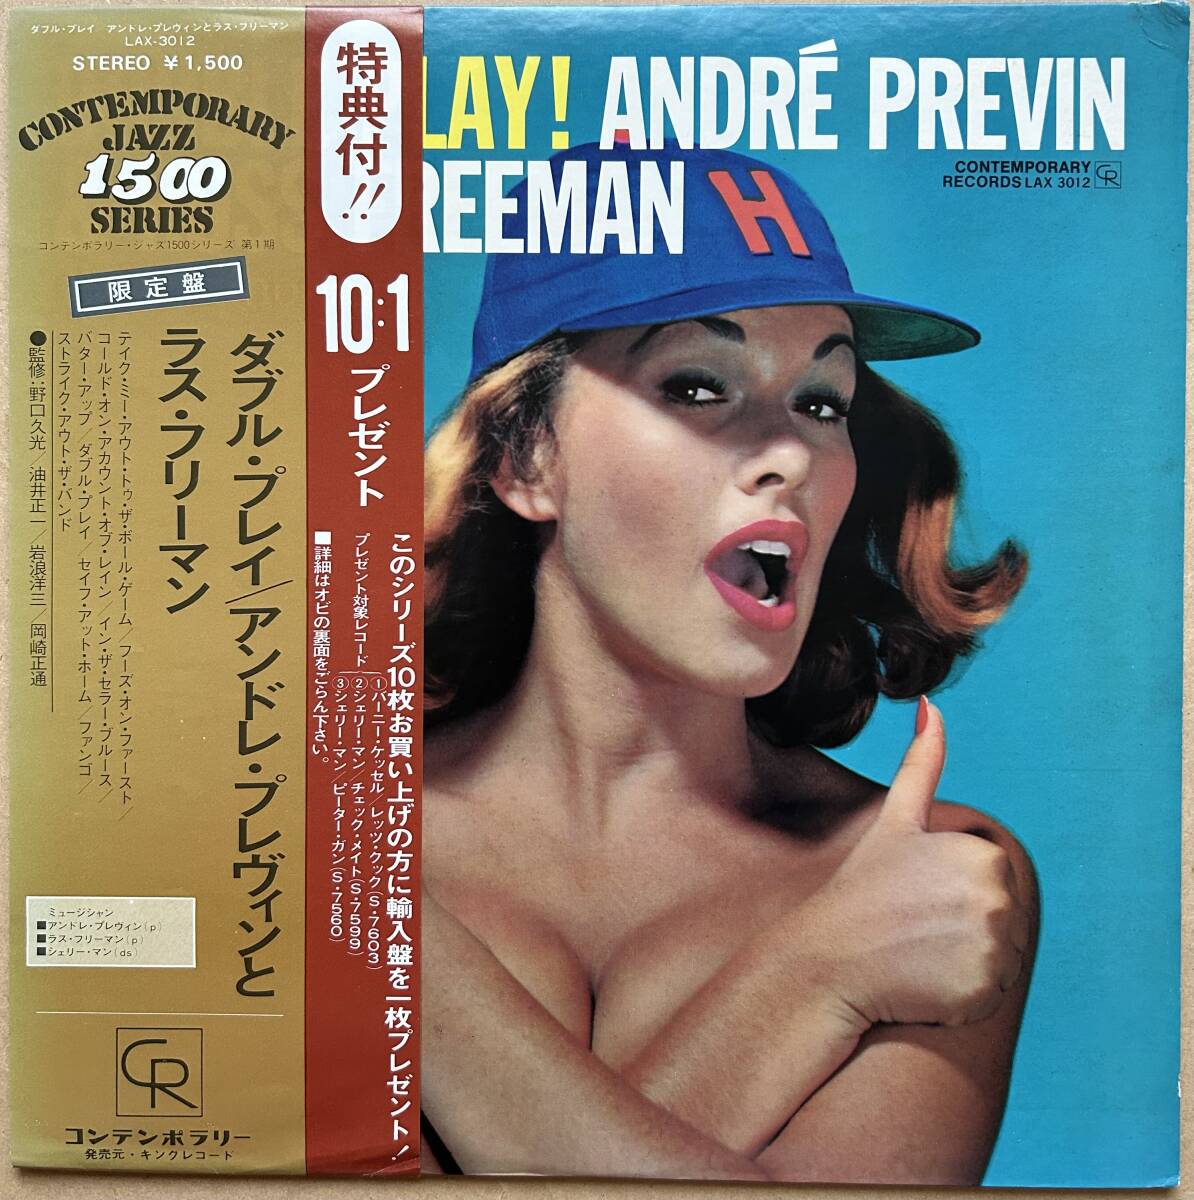 ダブル・プレイ アンドレ・プレヴィンとラス・フリーマン
LAX-3012
STEREO ¥1,500
CONTEMPORARY
JAZZ
1500
SERIES
コンテンポラリー・ジャズ1500シリーズ 第1期
限定盤
ダブル・プレイ/アンドレ・プレヴィンと
ラス・フリーマン
テイク・ミー・アウト・トゥ・ザ・ボール・ゲーム/フーズ・オン・ファースト/
コールド・オン・アカウント・オブ・レイン/イン・ザ・セラー・ブルース/
バター・アップ/ダブル・プレイ/セイフ・アット・ホーム/ファンゴ/
ストライク・アウト・ザ・バンド
●監修:野口久光/油井正一/岩浪洋三/岡崎正通
ミュージシャン
■アンドレ・プレヴィン(p)
■ラス・フリーマン(p)
■シェリー・マン(ds)
CR
コンテンポラリー
発売元・キングレコード
特典付!!
10:1
プレゼント
このシリーズ10枚お買い上げの方に輸入盤を一枚プレゼント!
プレゼント対象レコード
①バーニー・ケッセル/レッツ・クック(S・7603)
②シェリー・マン/チェック・メイト(S・7599)
③シェリー・マン/ピーター・ガン(S・7560)
■詳細はオビの裏面をごらん下さい。
LAY! ANDRÉ PREVIN
REEMAN
CONTEMPORARY
RECORDS LAX 3012
CR
H